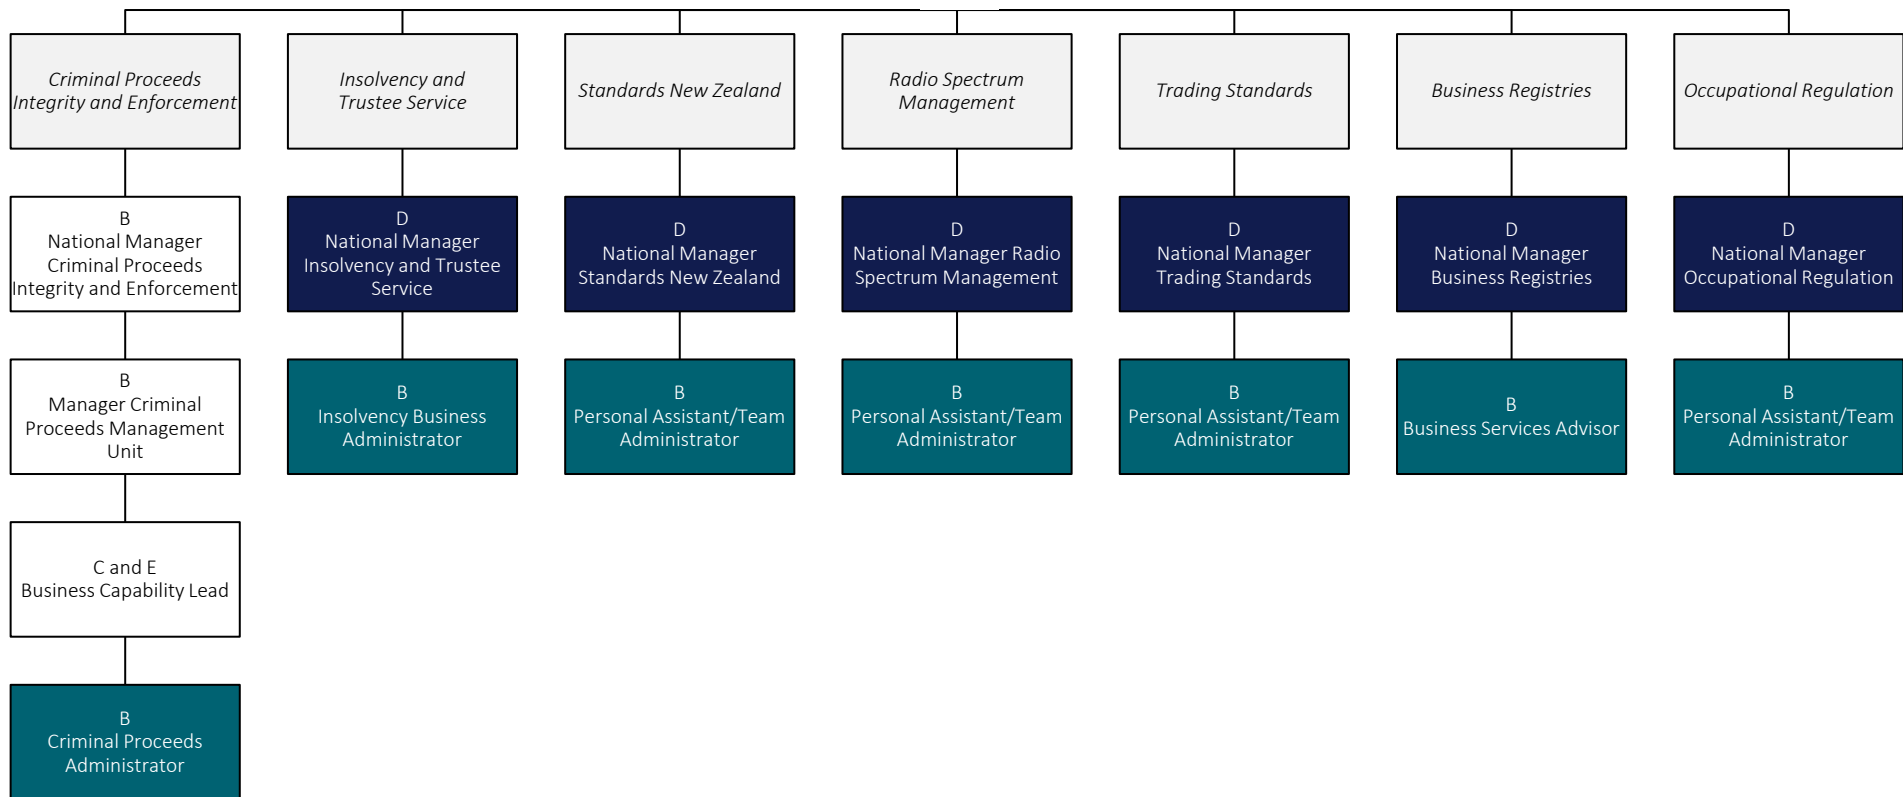 Criminal Proceeds
Integrity and Enforcement
Insolvency and
Trustee Service
Standards New Zealand
Radio Spectrum
Management
Trading Standards
Business Registries
Occupational Regulation
B
National Manager
Criminal Proceeds
Integrity and Enforcement
D
National Manager
Insolvency and Trustee
Service
D
National Manager
Standards New Zealand
D
National Manager Radio
Spectrum Management
D
National Manager
Trading Standards
D
National Manager
Business Registries
D
National Manager
Occupational Regulation
B
Manager Criminal
Proceeds Management
Unit
B
Insolvency Business
Administrator
B
Personal Assistant/Team
Administrator
B
Personal Assistant/Team
Administrator
B
Personal Assistant/Team
Administrator
B
Business Services Advisor
B
Personal Assistant/Team
Administrator
C and E
Business Capability Lead
B
Criminal Proceeds
Administrator